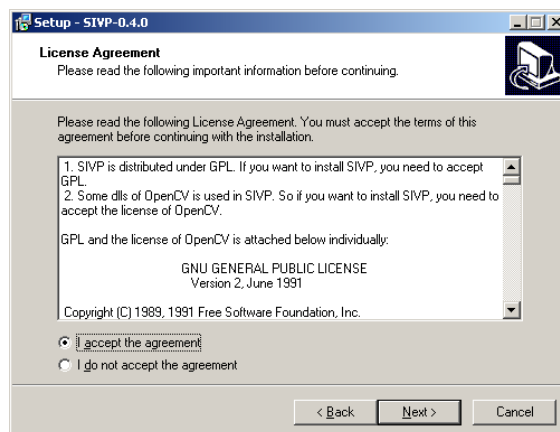 Setup - SIVP-0.4.0
License Agreement
Please read the following important information before continuing.
Please read the following License Agreement. You must accept the terms of this
agreement before continuing with the installation.
1. SIVP is distributed under GPL. If you want to install SIVP, you need to accept
GPL.
2. Some dlls of OpenCV is used in SIVP. So if you want to install SIVP, you need to
accept the license of OpenCV.
GPL and the license of OpenCV is attached below individually:
GNU GENERAL PUBLIC LICENSE
Version 2, June 1991
Copyright (C) 1989, 1991 Free Software Foundation, Inc.
I accept the agreement
I do not accept the agreement
< Back
Next >
Cancel